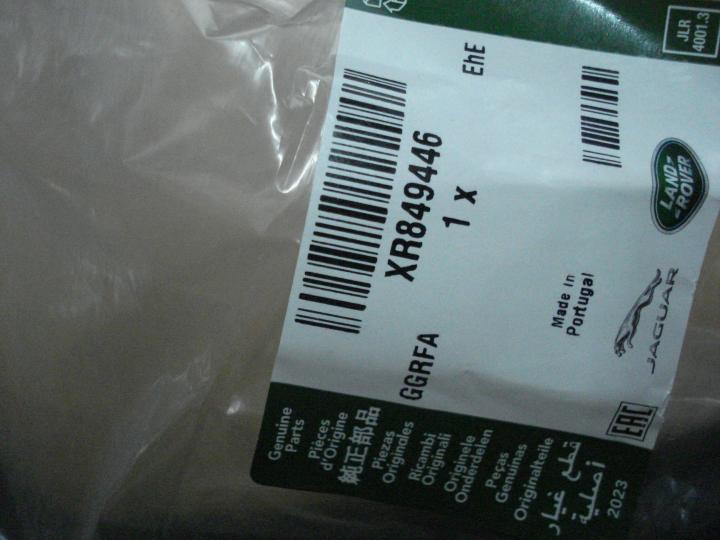 JLR
4001.3
EhE
XR849446
1 x
GGRFA
LAND-
-ROVER
Made in
Portugal
JAGUAR
EAC
Genuine
Parts
Pièces
d'Origine
純正部品
Piezas
Originales
Ricambi
Originali
Originele
Onderdelen
Peças
Genuínas
Originalteile
قطع غيار
أصلية
2023